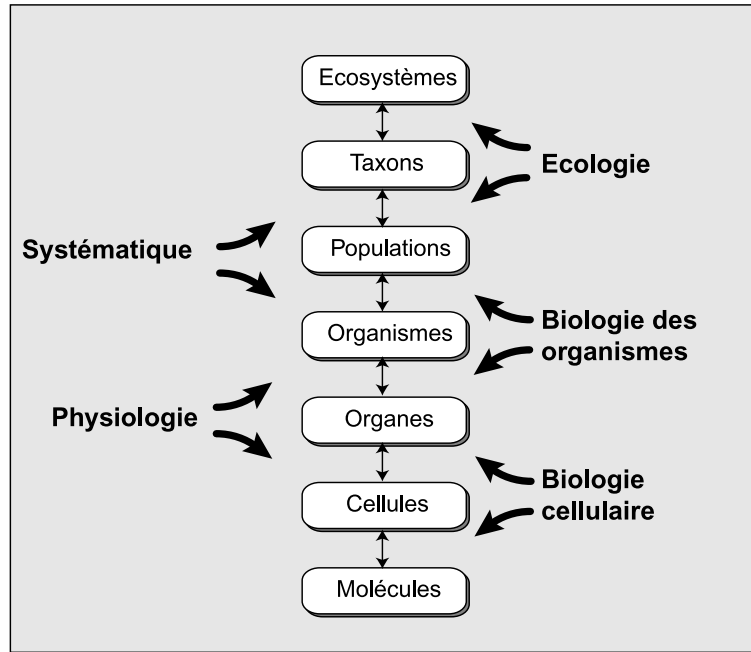 Ecosystèmes
Taxons
Ecologie
Systématique
Populations
Organismes
Biologie des
organismes
Physiologie
Organes
Cellules
Biologie
cellulaire
Molécules